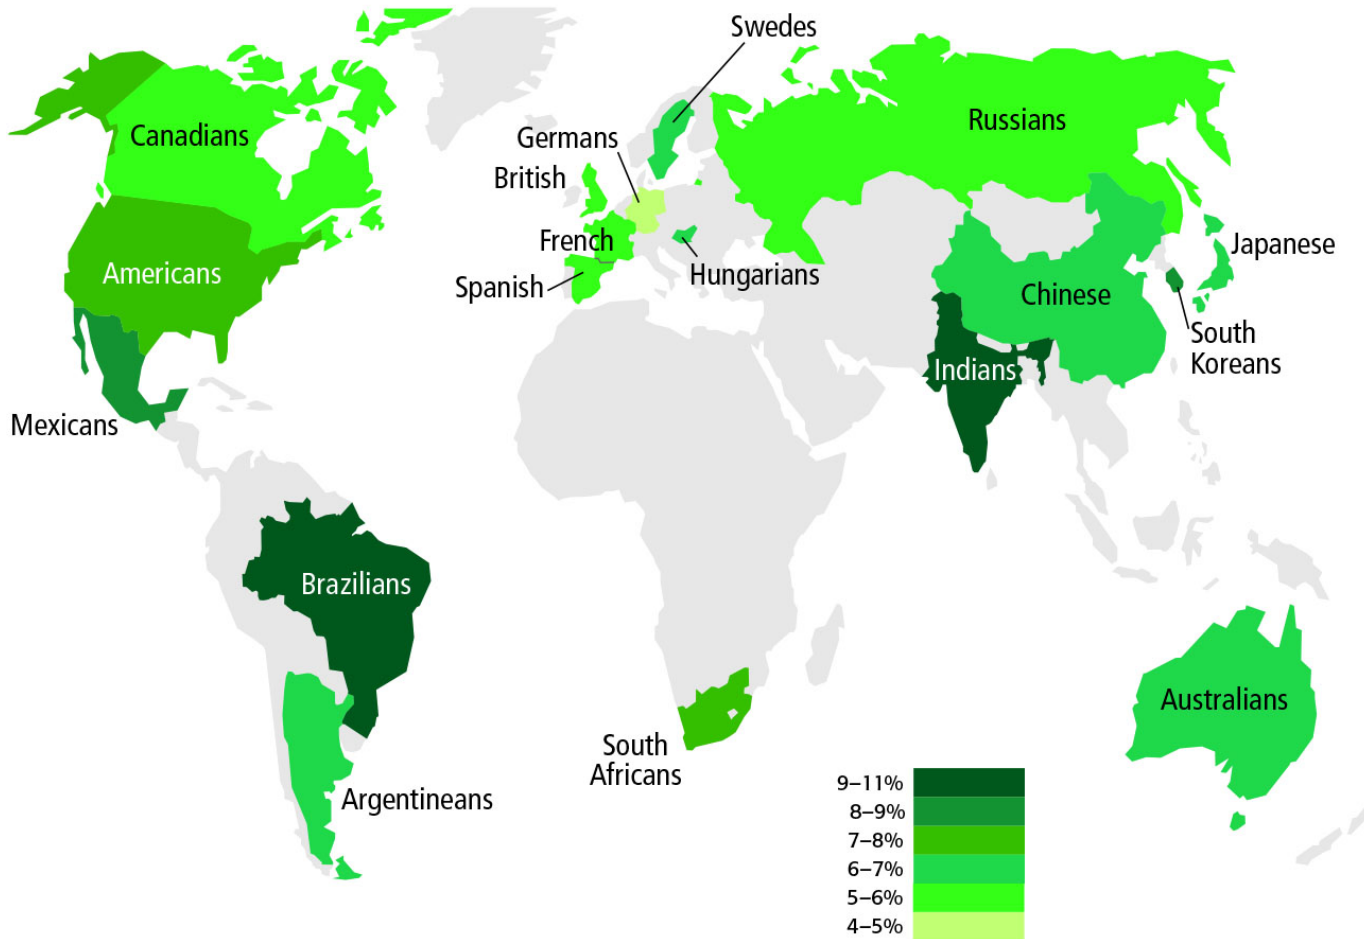 Swedes
Germans
Russians
Canadians
British
French
Japanese
Americans
Hungarians
Spanish
Chinese
South
Koreans
Indians
Mexicans
Brazilians
Australians
South
Africans
Argentineans
9–11%
8–9%
7–8%
6–7%
5–6%
4–5%